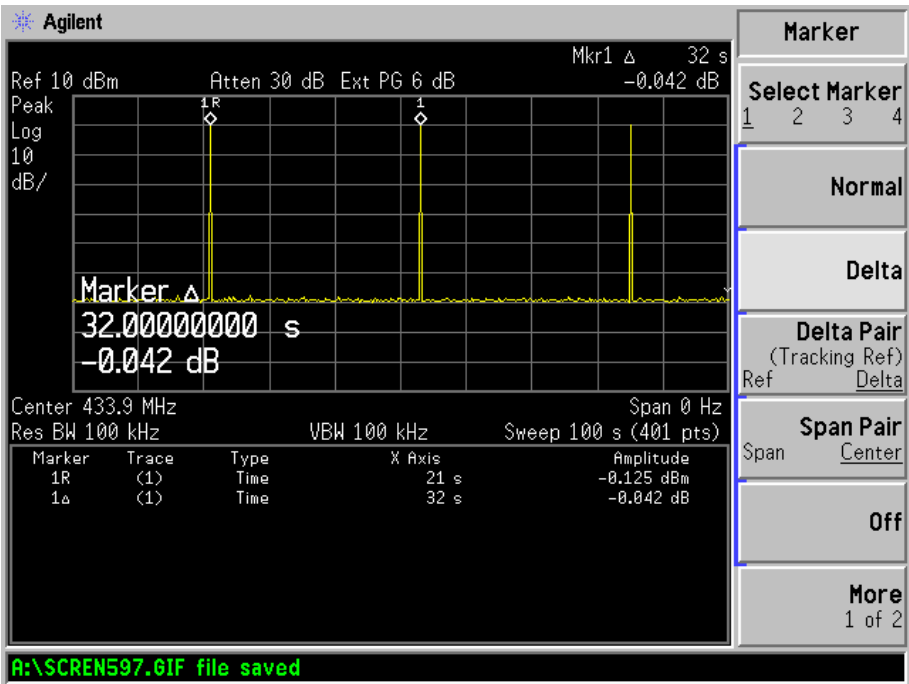 Agilent
Mkr1 Δ 32 s
Ref 10 dBm Atten 30 dB Ext PG 6 dB -0.042 dB
Peak
Log
10
dB/
1R 1
Marker Δ
32.00000000 s
-0.042 dB
Center 433.9 MHz Span 0 Hz
Res BW 100 kHz VBW 100 kHz Sweep 100 s (401 pts)
Marker Trace Type X Axis Amplitude
1R (1) Time 21 s -0.125 dBm
1Δ (1) Time 32 s -0.042 dB
A:\SCREN597.GIF file saved
Marker
Select Marker
1 2 3 4
Normal
Delta
Delta Pair
(Tracking Ref)
Ref Delta
Span Pair
Span Center
Off
More
1 of 2